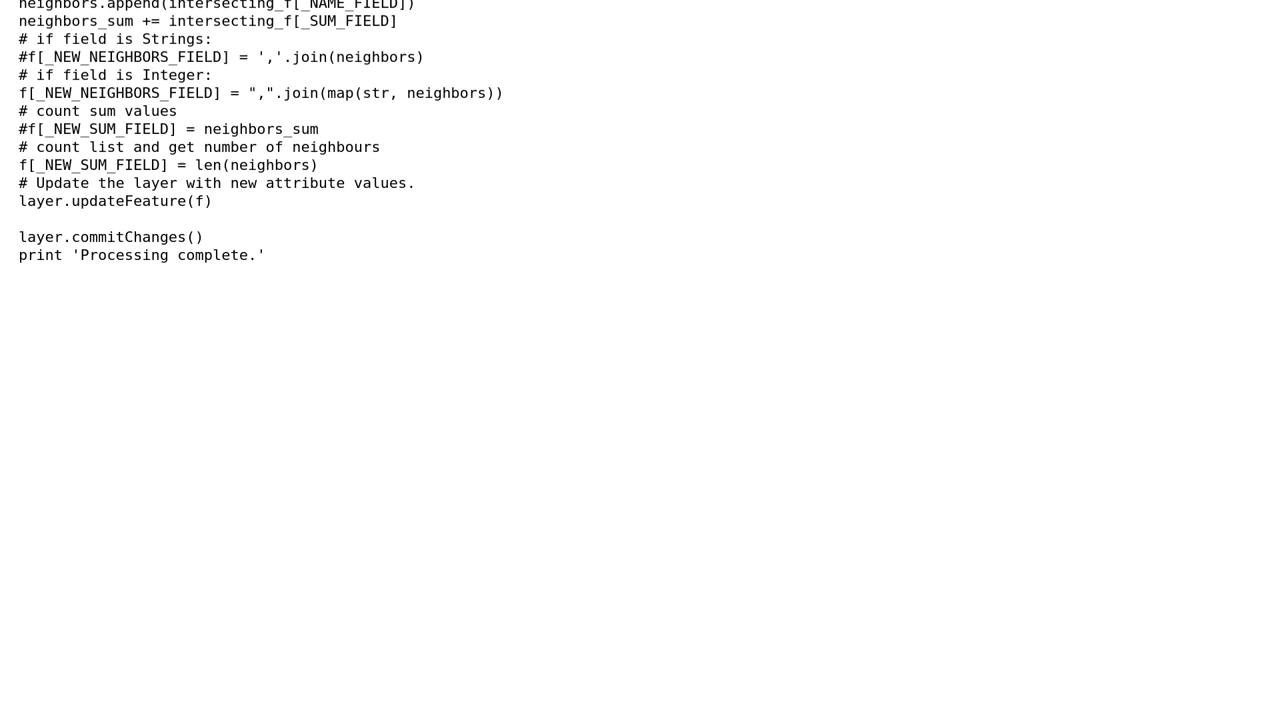 neighbors.append(intersecting_f[_NAME_FIELD])
neighbors_sum += intersecting_f[_SUM_FIELD]
# if field is Strings:
#f[_NEW_NEIGHBORS_FIELD] = ','.join(neighbors)
# if field is Integer:
f[_NEW_NEIGHBORS_FIELD] = ",".join(map(str, neighbors))
# count sum values
#f[_NEW_SUM_FIELD] = neighbors_sum
# count list and get number of neighbours
f[_NEW_SUM_FIELD] = len(neighbors)
# Update the layer with new attribute values.
layer.updateFeature(f)

layer.commitChanges()
print 'Processing complete.'